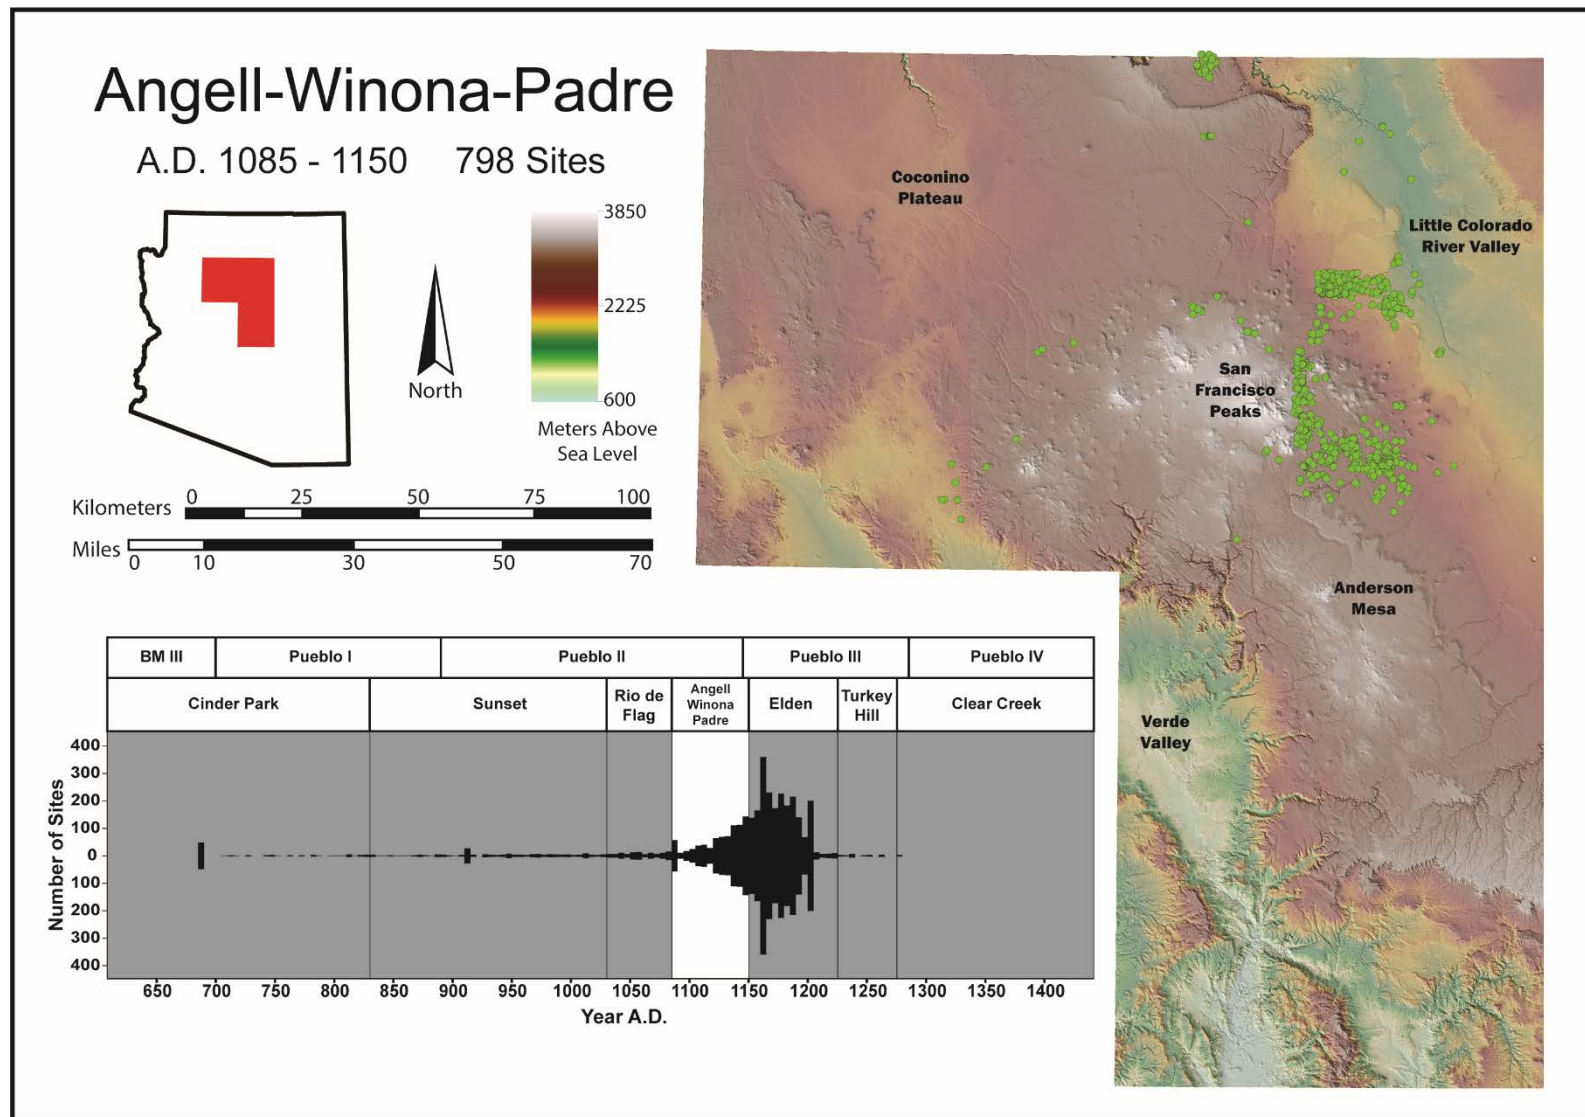 Angell-Winona-Padre
A.D. 1085 - 1150 798 Sites
3850
2225
600
Meters Above
Sea Level
North
Kilometers
0 25 50 75 100
Miles
0 10 30 50 70
Coconino
Plateau
Little Colorado
River Valley
San
Francisco
Peaks
Anderson
Mesa
Verde
Valley
BM III Pueblo I Pueblo II Pueblo III Pueblo IV
Cinder Park
Sunset
Rio de
Flag
Angell
Winona
Padre
Elden
Turkey
Hill
Clear Creek
Number of Sites
400
300
200
100
0
100
200
300
400
650 700 750 800 850 900 950 1000 1050 1100 1150 1200 1250 1300 1350 1400
Year A.D.